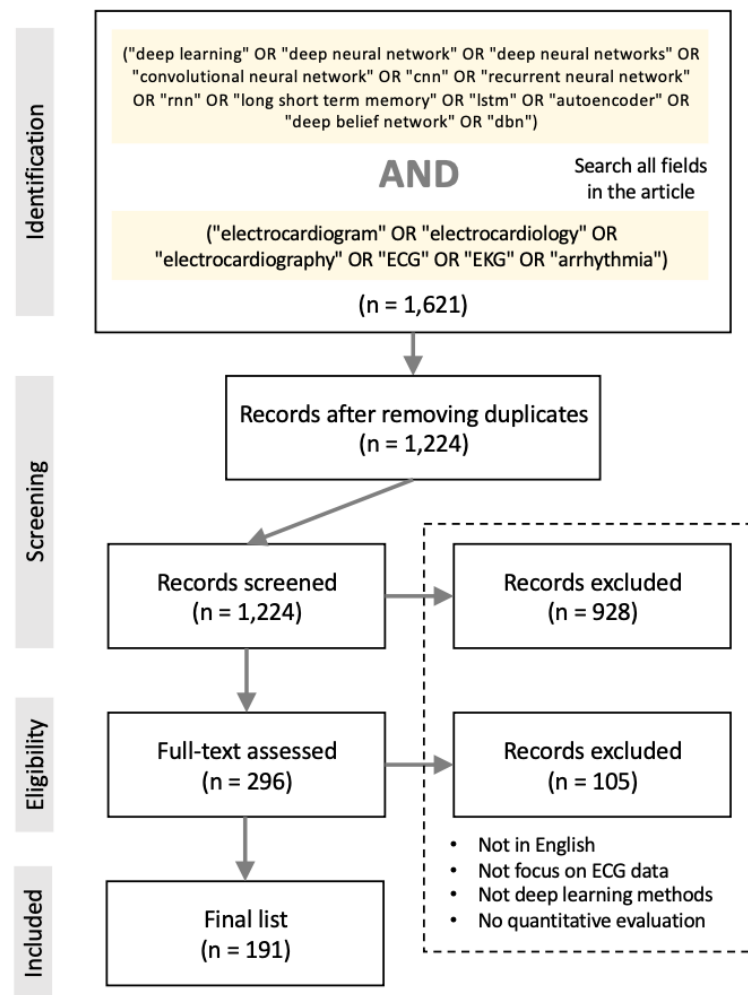 Identification
("deep learning" OR "deep neural network" OR "deep neural networks" OR
"convolutional neural network" OR "cnn" OR "recurrent neural network"
OR "rnn" OR "long short term memory" OR "lstm" OR "autoencoder" OR
"deep belief network" OR "dbn")
AND
Search all fields
in the article
("electrocardiogram" OR "electrocardiology" OR
"electrocardiography" OR "ECG" OR "EKG" OR "arrhythmia")
(n = 1,621)
Screening
Records after removing duplicates
(n = 1,224)
Records screened
(n = 1,224)
Records excluded
(n = 928)
Eligibility
Full-text assessed
(n = 296)
Records excluded
(n = 105)
• Not in English
• Not focus on ECG data
• Not deep learning methods
• No quantitative evaluation
Included
Final list
(n = 191)